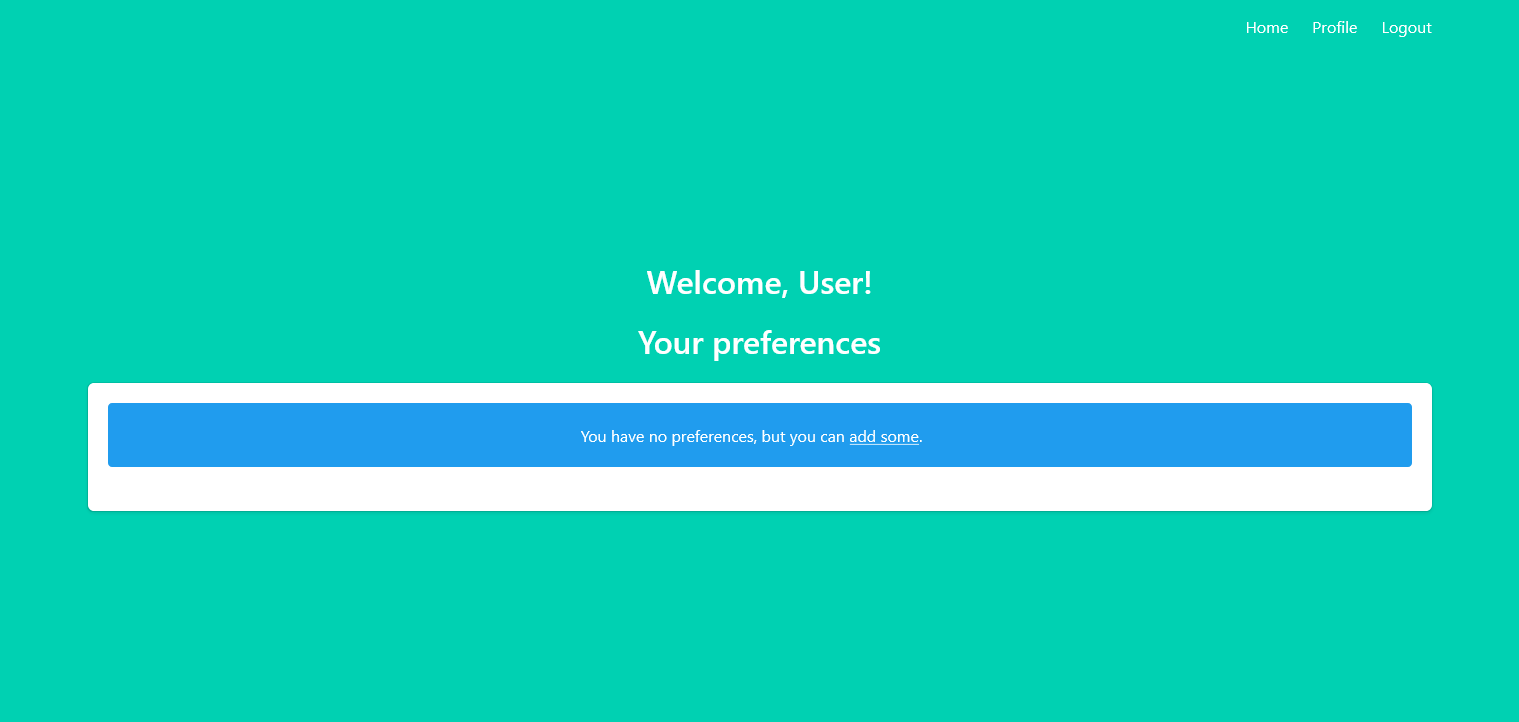 Home Profile Logout
Welcome, User!
Your preferences
You have no preferences, but you can add some.